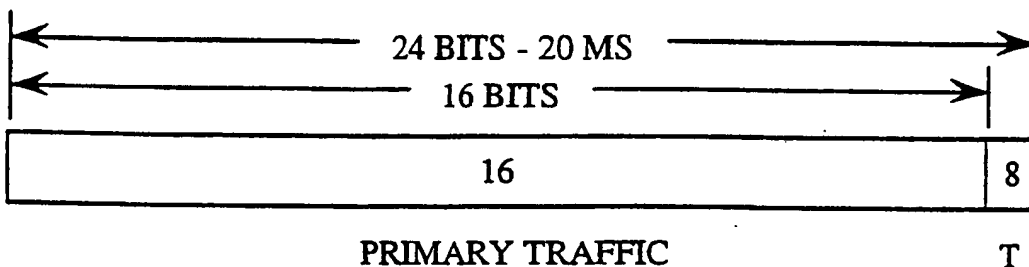 24 BITS - 20 MS
16 BITS
16 8
PRIMARY TRAFFIC T